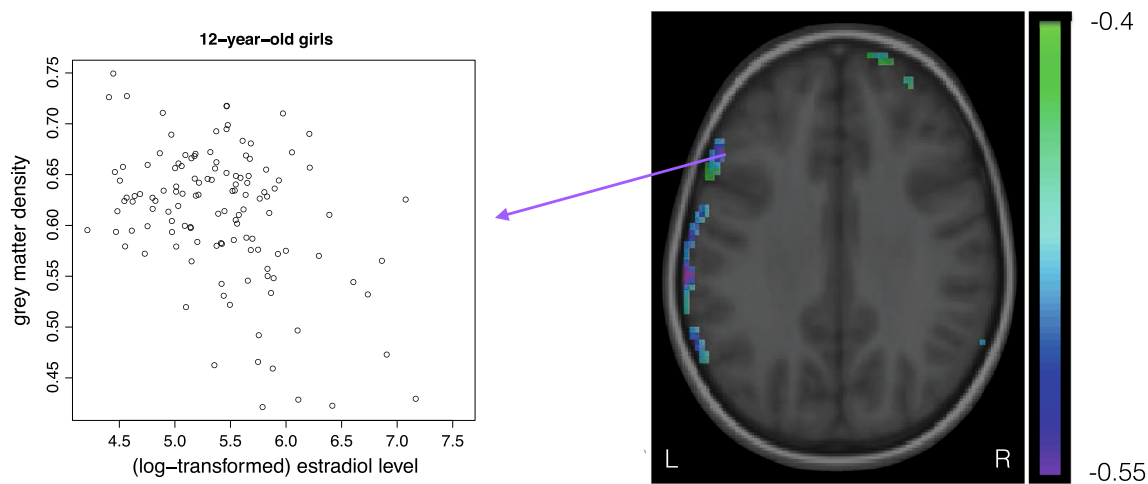 12−year−old girls
grey matter density
0.75
0.70
0.65
0.60
0.55
0.50
0.45
4.5 5.0 5.5 6.0 6.5 7.0 7.5
(log−transformed) estradiol level
L R
-0.4
-0.55